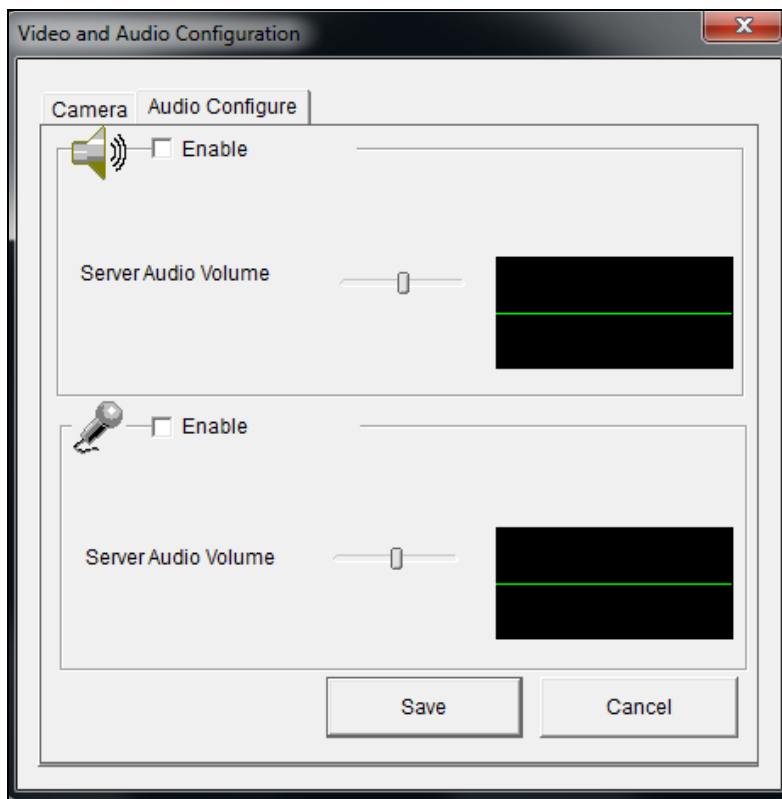 Video and Audio Configuration
Camera
Audio Configure
Enable
Server Audio Volume
Enable
Server Audio Volume
Save
Cancel